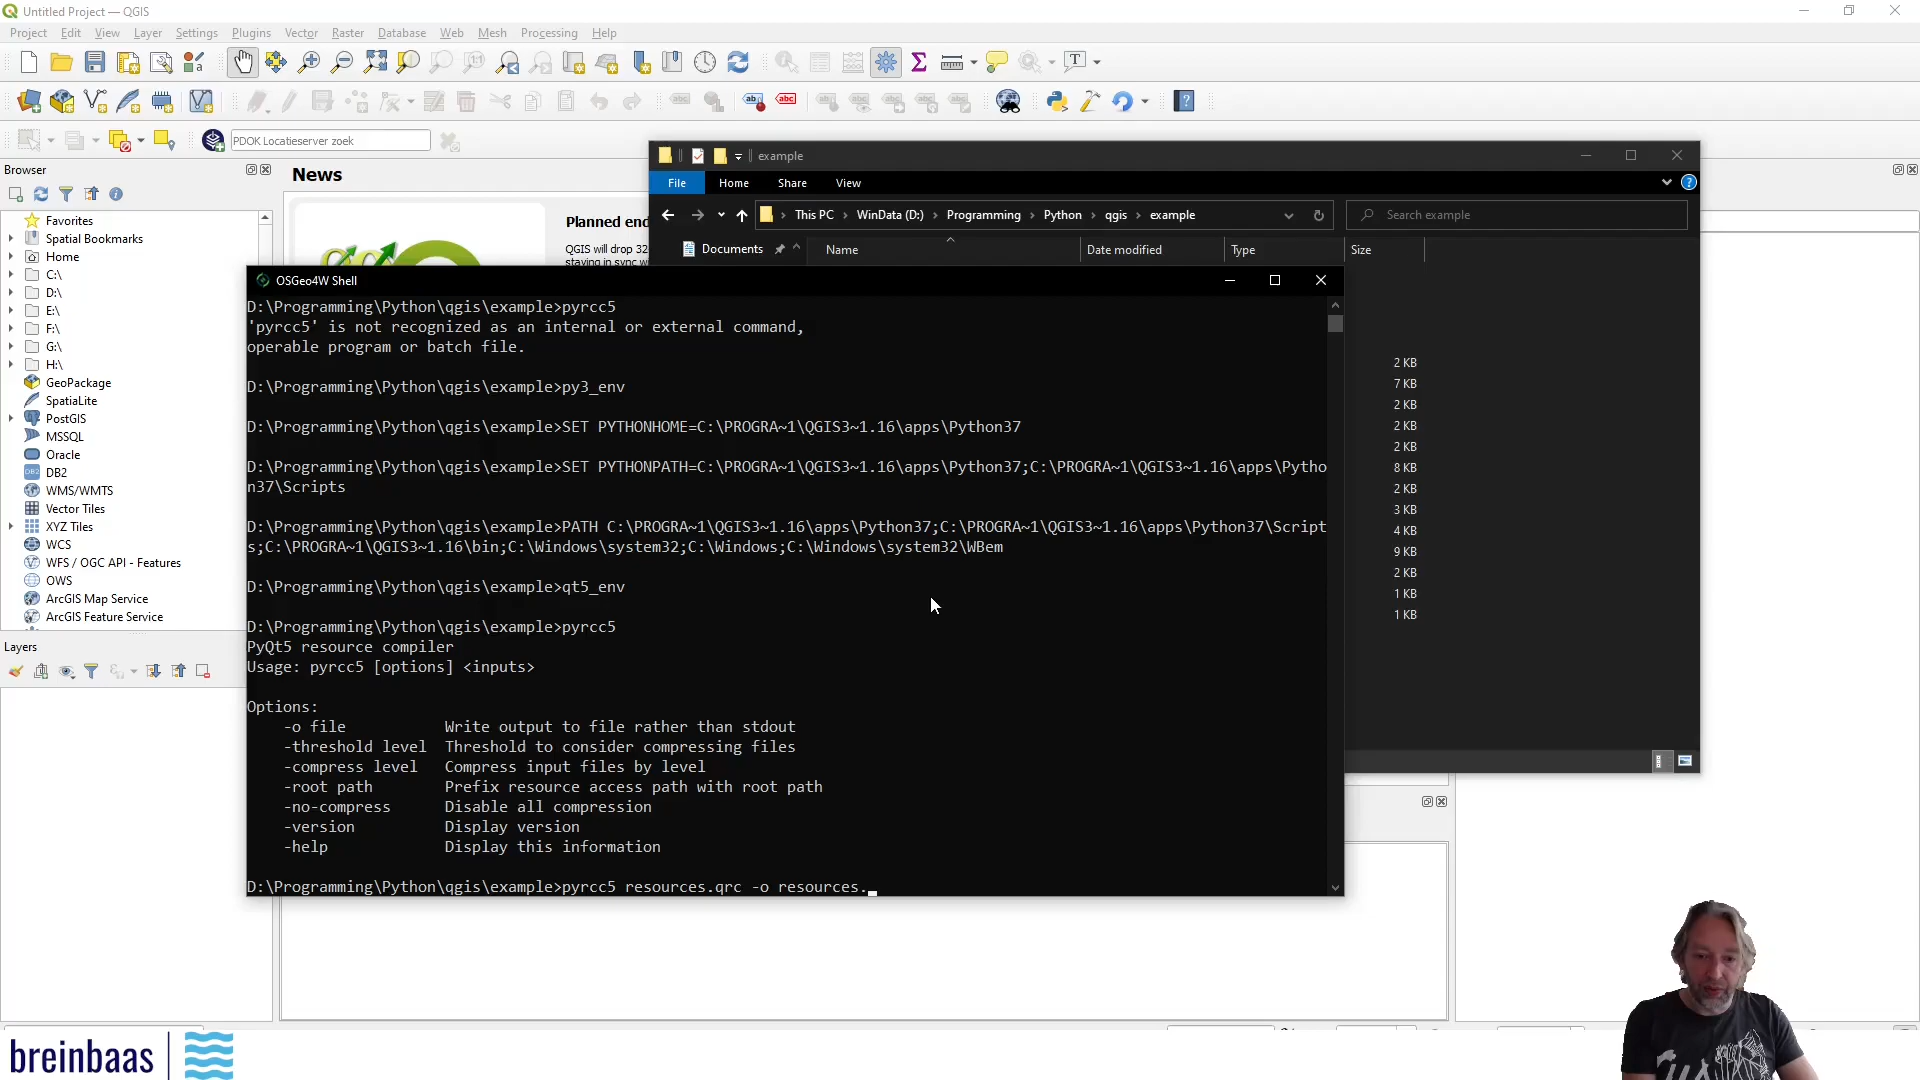 Untitled Project — QGIS
Project Edit View Layer Settings Plugins Vector Raster Database Web Mesh Processing Help
PDOK Locatieserver zoek
Browser
Favorites
Spatial Bookmarks
Home
C:\
D:\
E:\
F:\
G:\
H:\
GeoPackage
SpatiaLite
PostGIS
MSSQL
Oracle
DB2
WMS/WMTS
Vector Tiles
XYZ Tiles
WCS
WFS / OGC API - Features
OWS
ArcGIS Map Service
ArcGIS Feature Service
Layers
News
Planned end
QGIS will drop 32
staying in sync w
example
File Home Share View
This PC WinData (D:) Programming Python qgis example
Search example
Documents
Name Date modified Type Size
2 KB
7 KB
2 KB
2 KB
2 KB
8 KB
2 KB
3 KB
4 KB
9 KB
2 KB
1 KB
1 KB
OSGeo4W Shell
D:\Programming\Python\qgis\example>pyrcc5
'pyrcc5' is not recognized as an internal or external command,
operable program or batch file.
D:\Programming\Python\qgis\example>py3_env
D:\Programming\Python\qgis\example>SET PYTHONHOME=C:\PROGRA~1\QGIS3~1.16\apps\Python37
D:\Programming\Python\qgis\example>SET PYTHONPATH=C:\PROGRA~1\QGIS3~1.16\apps\Python37;C:\PROGRA~1\QGIS3~1.16\apps\Pytho
n37\Scripts
D:\Programming\Python\qgis\example>PATH C:\PROGRA~1\QGIS3~1.16\apps\Python37;C:\PROGRA~1\QGIS3~1.16\apps\Python37\Script
s;C:\PROGRA~1\QGIS3~1.16\bin;C:\Windows\system32;C:\Windows;C:\Windows\system32\WBem
D:\Programming\Python\qgis\example>qt5_env
D:\Programming\Python\qgis\example>pyrcc5
PyQt5 resource compiler
Usage: pyrcc5 [options] <inputs>
Options:
-o file Write output to file rather than stdout
-threshold level Threshold to consider compressing files
-compress level Compress input files by level
-root path Prefix resource access path with root path
-no-compress Disable all compression
-version Display version
-help Display this information
D:\Programming\Python\qgis\example>pyrcc5 resources.qrc -o resources._
breinbaas